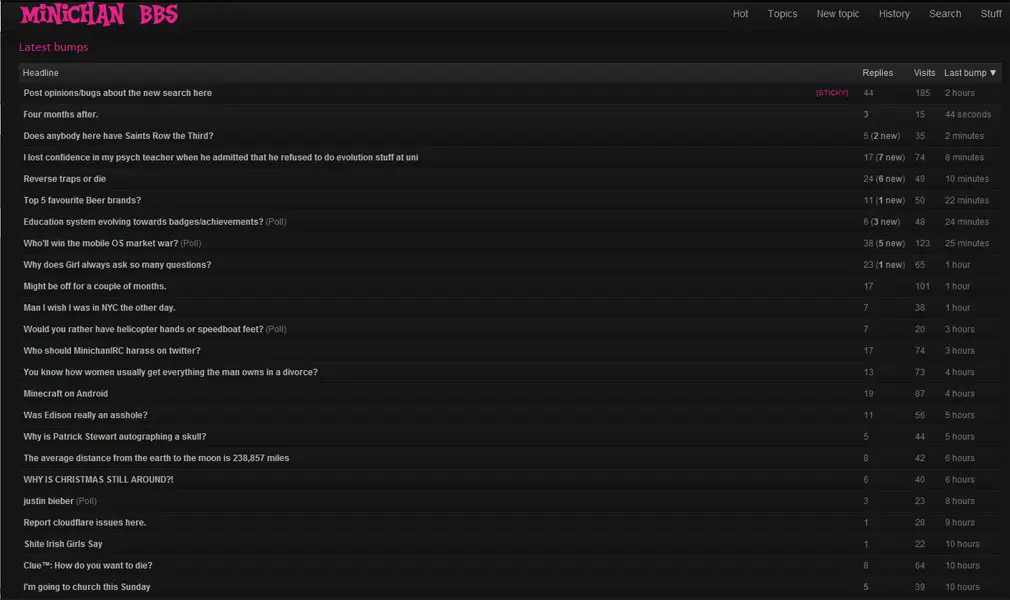 MiNiCHAN BBS
Hot Topics New topic History Search Stuff
Latest bumps
Headline Replies Visits Last bump ▼
Post opinions/bugs about the new search here [STICKY] 44 185 2 hours
Four months after. 3 15 44 seconds
Does anybody here have Saints Row the Third? 5 (2 new) 35 2 minutes
I lost confidence in my psych teacher when he admitted that he refused to do evolution stuff at uni 17 (7 new) 74 8 minutes
Reverse traps or die 24 (6 new) 49 10 minutes
Top 5 favourite Beer brands? 11 (1 new) 50 22 minutes
Education system evolving towards badges/achievements? (Poll) 6 (3 new) 48 24 minutes
Who'll win the mobile OS market war? (Poll) 38 (5 new) 123 25 minutes
Why does Girl always ask so many questions? 23 (1 new) 65 1 hour
Might be off for a couple of months. 17 101 1 hour
Man I wish I was in NYC the other day. 7 38 1 hour
Would you rather have helicopter hands or speedboat feet? (Poll) 7 20 3 hours
Who should MinichanIRC harass on twitter? 17 74 3 hours
You know how women usually get everything the man owns in a divorce? 13 73 4 hours
Minecraft on Android 19 87 4 hours
Was Edison really an asshole? 11 56 5 hours
Why is Patrick Stewart autographing a skull? 5 44 5 hours
The average distance from the earth to the moon is 238,857 miles 8 42 6 hours
WHY IS CHRISTMAS STILL AROUND?! 6 40 6 hours
justin bieber (Poll) 3 23 8 hours
Report cloudflare issues here. 1 28 9 hours
Shite Irish Girls Say 1 22 10 hours
Clue™: How do you want to die? 8 64 10 hours
I'm going to church this Sunday 5 39 10 hours